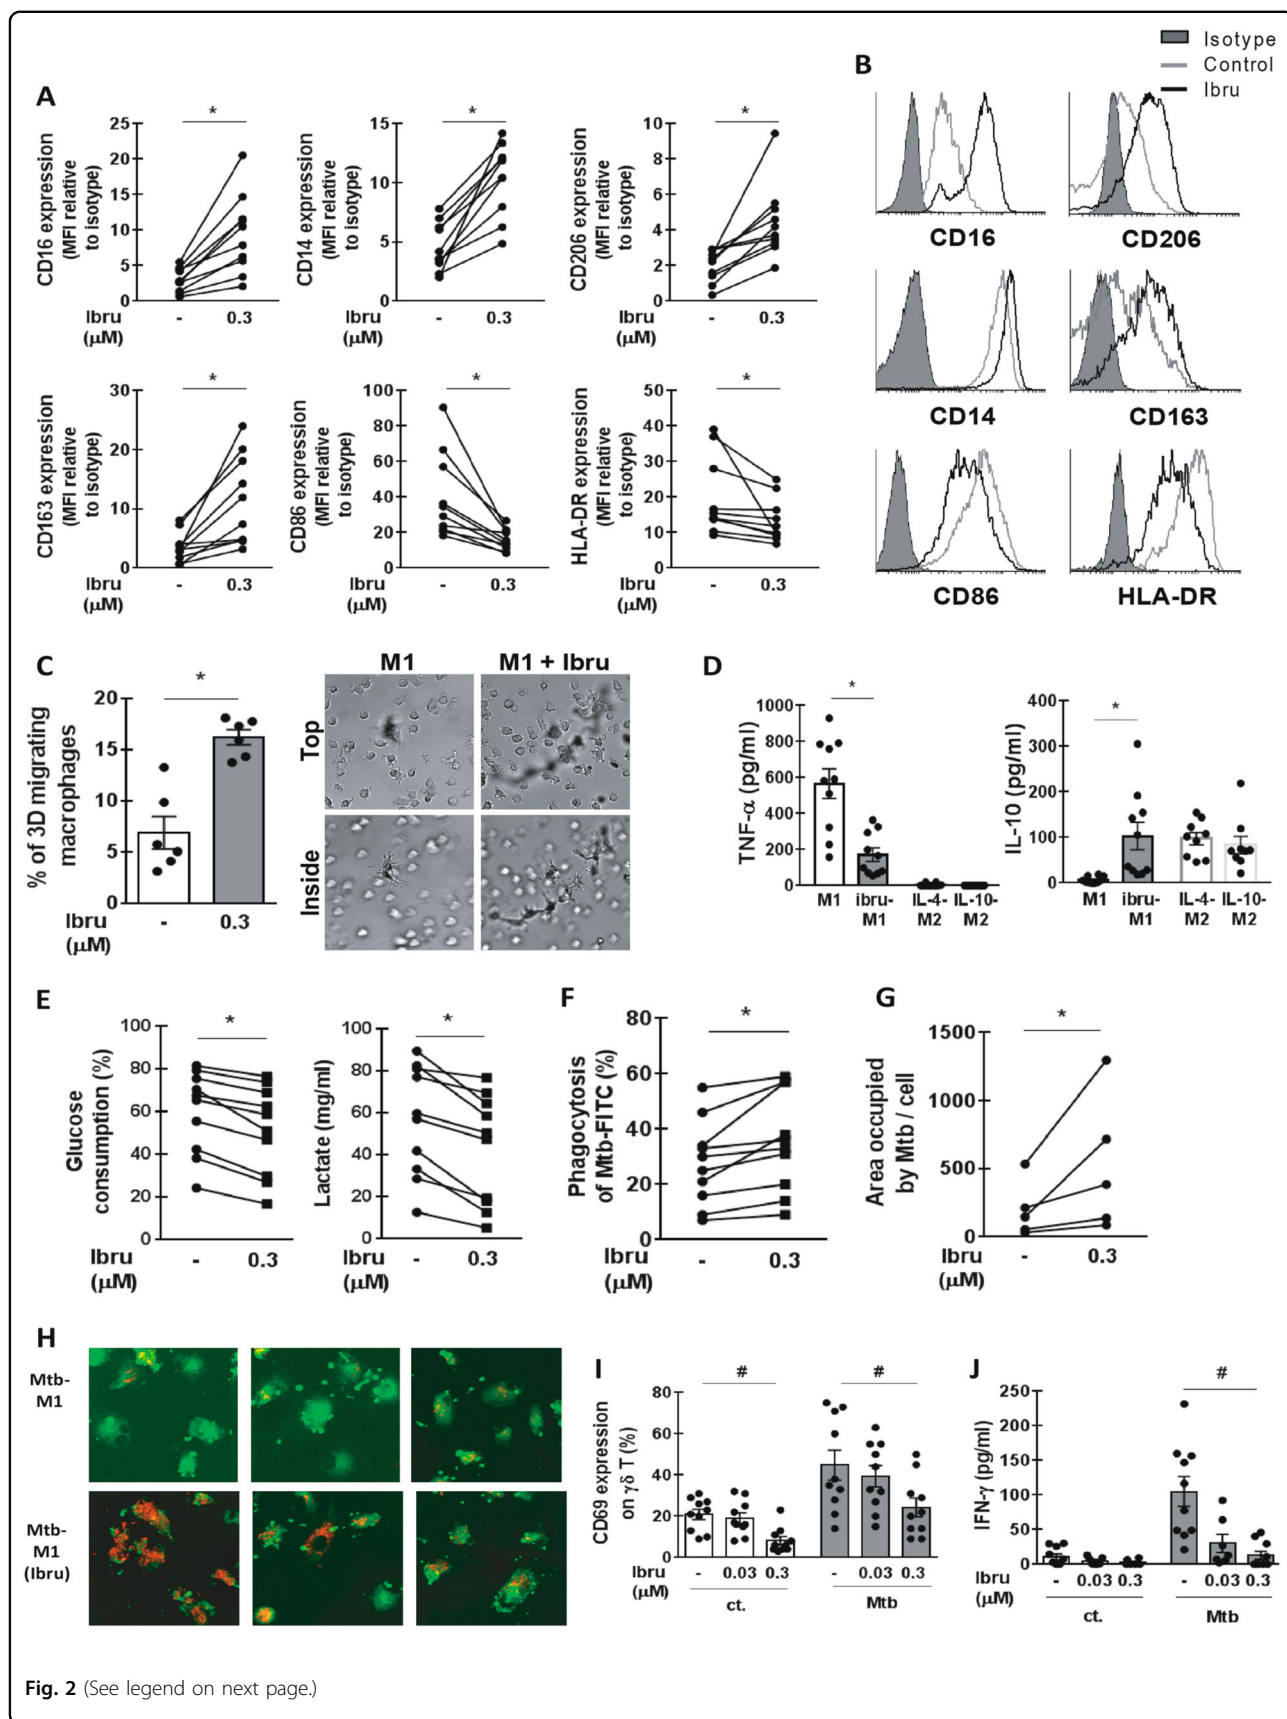 Isotype
Control
Ibru
A
CD16 expression
(MFI relative
to isotype)
25
20
15
10
5
0
*
Ibru
(μM)
-
0.3
CD14 expression
(MFI relative
to isotype)
15
10
5
0
*
Ibru
(μM)
-
0.3
CD206 expression
(MFI relative
to isotype)
10
8
6
4
2
0
*
Ibru
(μM)
-
0.3
CD163 expression
(MFI relative
to isotype)
30
20
10
0
*
Ibru
(μM)
-
0.3
CD86 expression
(MFI relative
to isotype)
100
80
60
40
20
0
*
Ibru
(μM)
-
0.3
HLA-DR expression
(MFI relative
to isotype)
50
40
30
20
10
0
*
Ibru
(μM)
-
0.3
B
CD16
CD206
CD14
CD163
CD86
HLA-DR
C
% of 3D migrating
macrophages
20
15
10
5
0
*
Ibru
(μM)
-
0.3
M1
M1 + Ibru
Top
Inside
D
TNF-α (pg/ml)
1000
800
600
400
200
0
*
M1
ibru-
M1
IL-4-
M2
IL-10-
M2
IL-10 (pg/ml)
400
300
200
100
0
*
M1
ibru-
M1
IL-4-
M2
IL-10-
M2
E
Glucose
consumption (%)
100
80
60
40
20
0
*
Ibru
(μM)
-
0.3
Lactate (mg/ml)
100
80
60
40
20
0
*
Ibru
(μM)
-
0.3
F
Phagocytosis
of Mtb-FITC (%)
80
60
40
20
0
*
Ibru
(μM)
-
0.3
G
Area occupied
by Mtb / cell
1500
1000
500
0
*
Ibru
(μM)
-
0.3
H
Mtb-
M1
Mtb-
M1
(Ibru)
I
CD69 expression
on γδ T (%)
80
60
40
20
0
#
#
Ibru
(μM)
- 0.03 0.3
- 0.03 0.3
ct.
Mtb
J
IFN-γ (pg/ml)
250
200
150
100
50
0
#
Ibru
(μM)
- 0.03 0.3
- 0.03 0.3
ct.
Mtb
Fig. 2 (See legend on next page.)